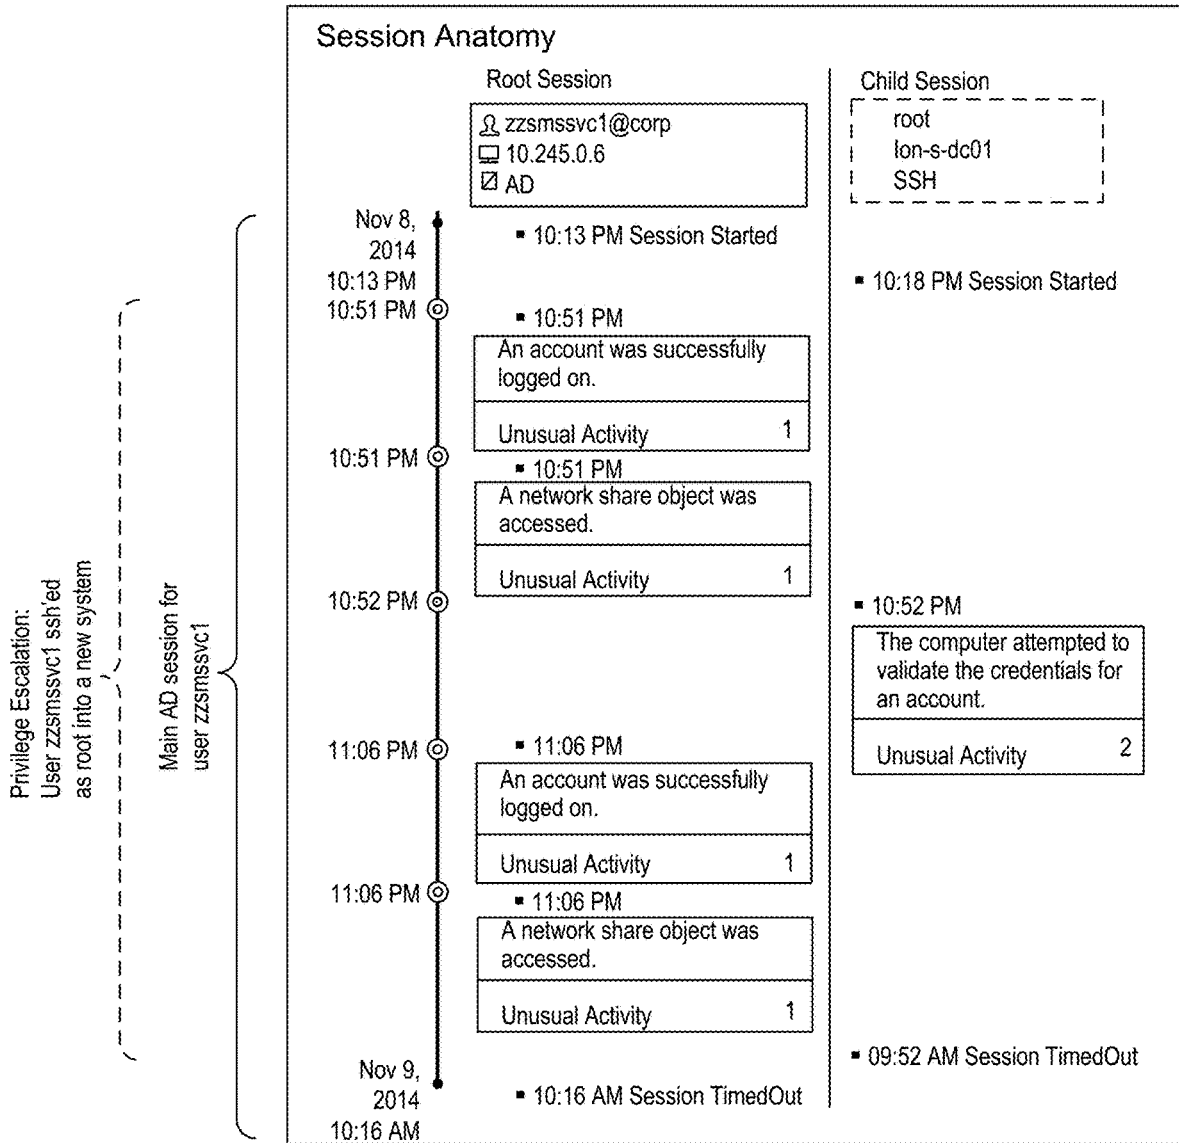 Session Anatomy
Root Session
zzsmssvc1@corp
10.245.0.6
AD
Child Session
root
lon-s-dc01
SSH
Nov 8,
2014
10:13 PM
▪ 10:13 PM Session Started
▪ 10:18 PM Session Started
10:51 PM
▪ 10:51 PM
An account was successfully
logged on.
Unusual Activity 1
10:51 PM
▪ 10:51 PM
A network share object was
accessed.
Unusual Activity 1
10:52 PM
▪ 10:52 PM
The computer attempted to
validate the credentials for
an account.
Unusual Activity 2
11:06 PM
▪ 11:06 PM
An account was successfully
logged on.
Unusual Activity 1
11:06 PM
▪ 11:06 PM
A network share object was
accessed.
Unusual Activity 1
▪ 09:52 AM Session TimedOut
Nov 9,
2014
10:16 AM
▪ 10:16 AM Session TimedOut
Privilege Escalation:
User zzsmssvc1 ssh'ed
as root into a new system
Main AD session for
user zzsmssvc1